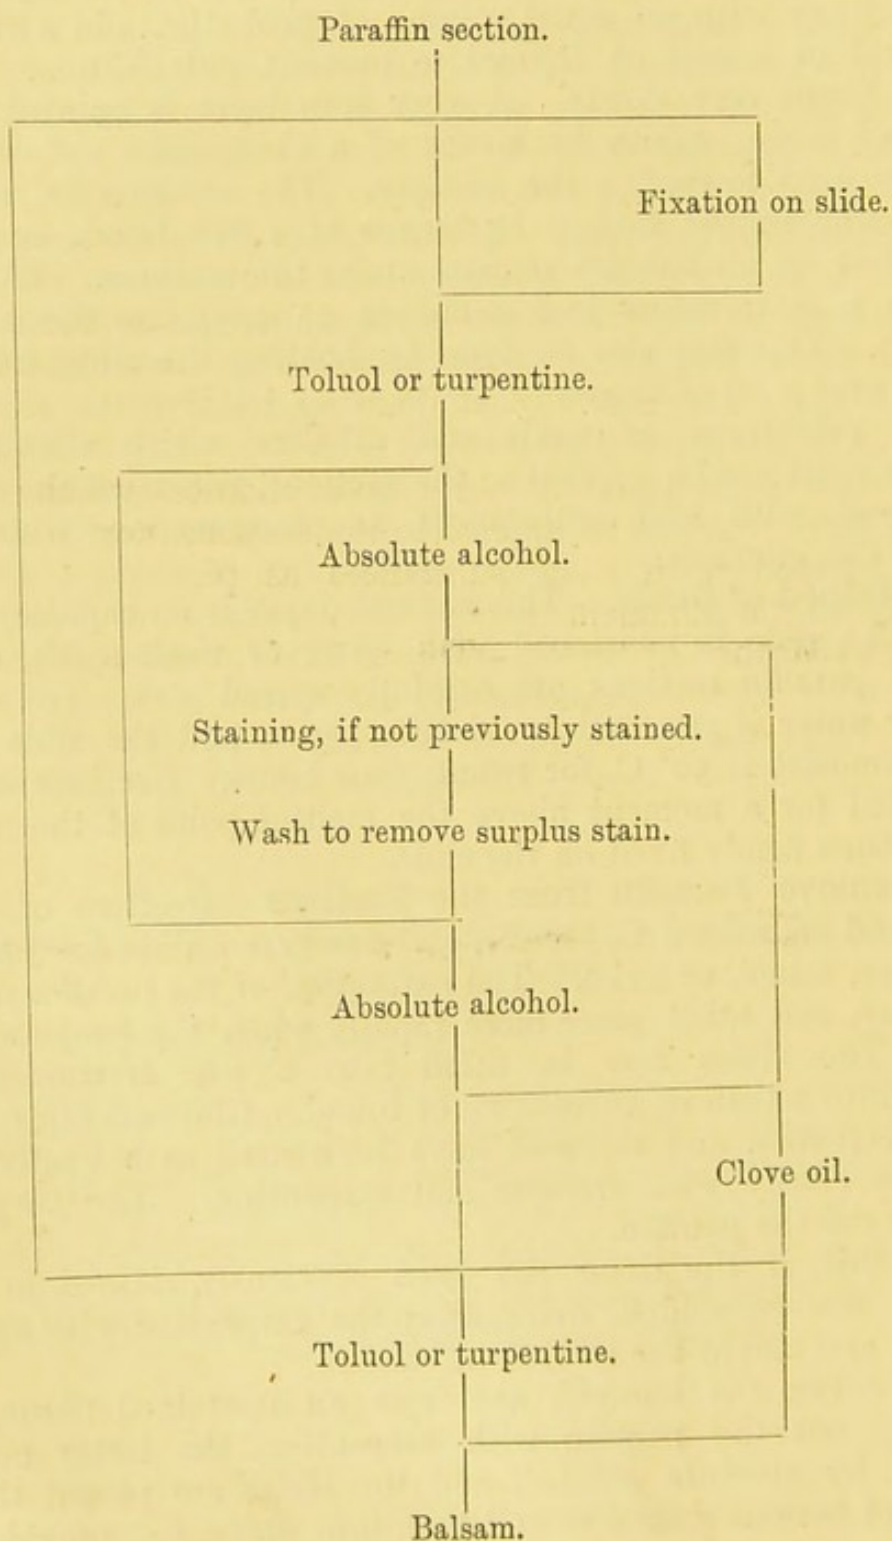 Paraffin section.
Fixation on slide.
Toluol or turpentine.
Absolute alcohol.
Staining, if not previously stained.
Wash to remove surplus stain.
Absolute alcohol.
Clove oil.
Toluol or turpentine.
Balsam.